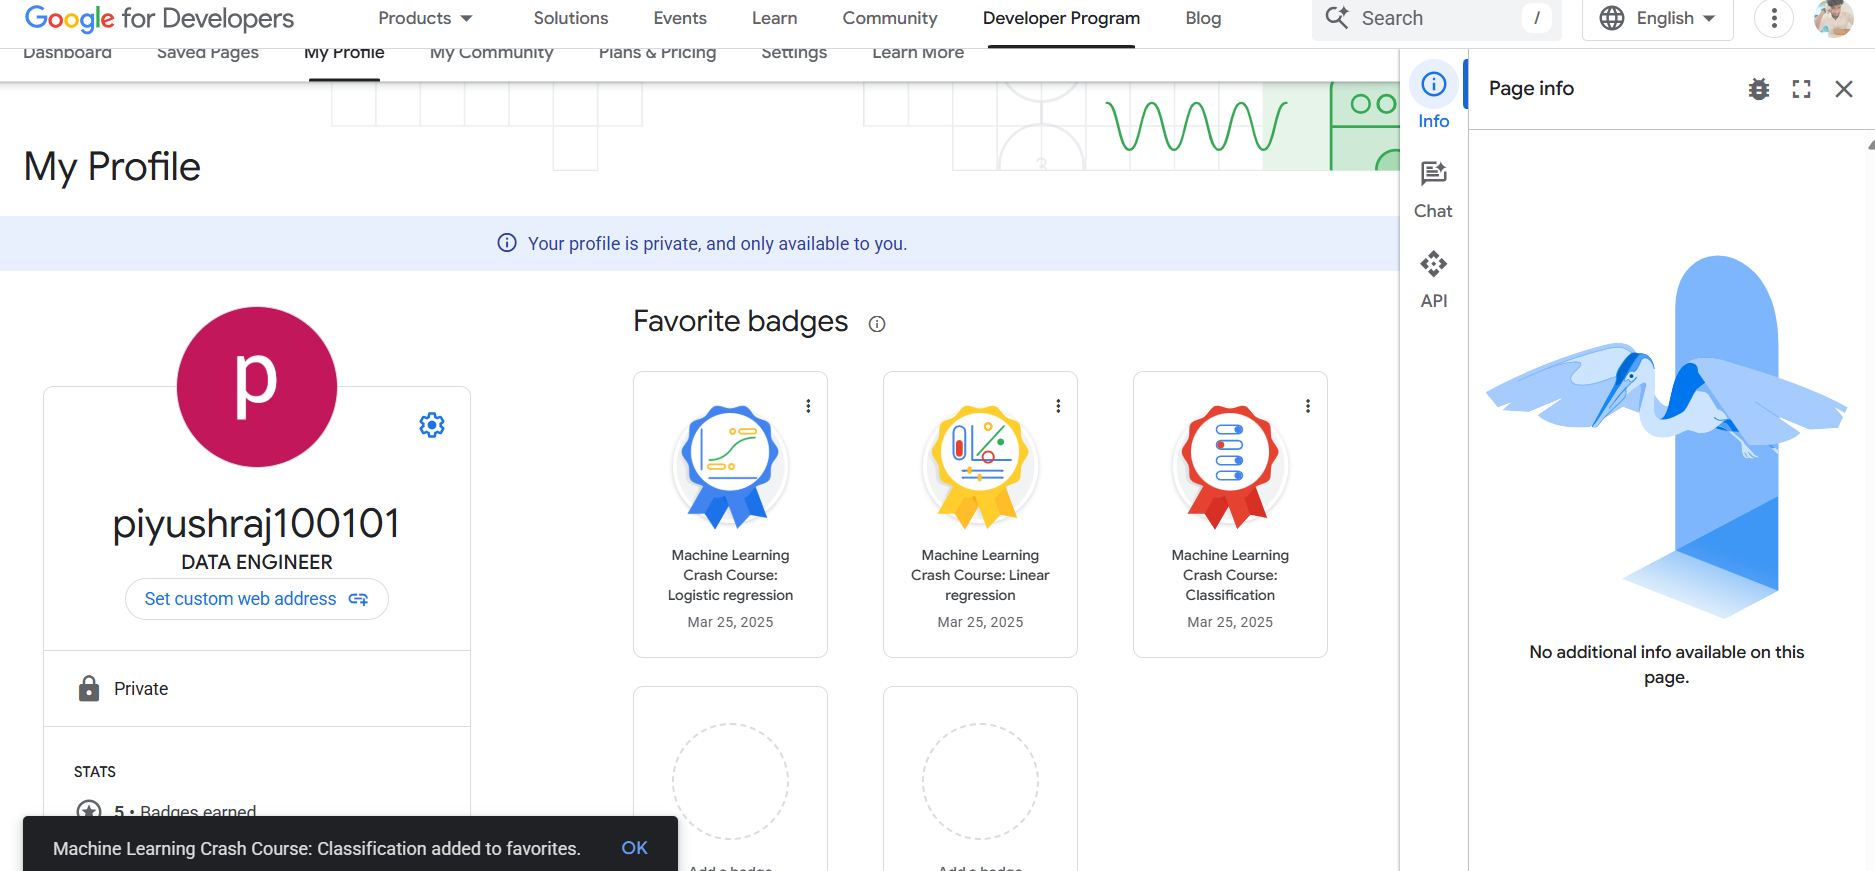 Google for Developers
Products
Solutions
Events
Learn
Community
Developer Program
Blog
Search
/
English
Dashboard
Saved Pages
My Profile
My Community
Plans & Pricing
Settings
Learn More
My Profile
3
Your profile is private, and only available to you.
p
piyushraj100101
DATA ENGINEER
Set custom web address
Private
STATS
5 • Badges earned
Favorite badges
Machine Learning
Crash Course:
Logistic regression
Mar 25, 2025
Machine Learning
Crash Course: Linear
regression
Mar 25, 2025
Machine Learning
Crash Course:
Classification
Mar 25, 2025
Add a badge
Add a badge
Machine Learning Crash Course: Classification added to favorites.
OK
Info
Chat
API
Page info
No additional info available on this
page.